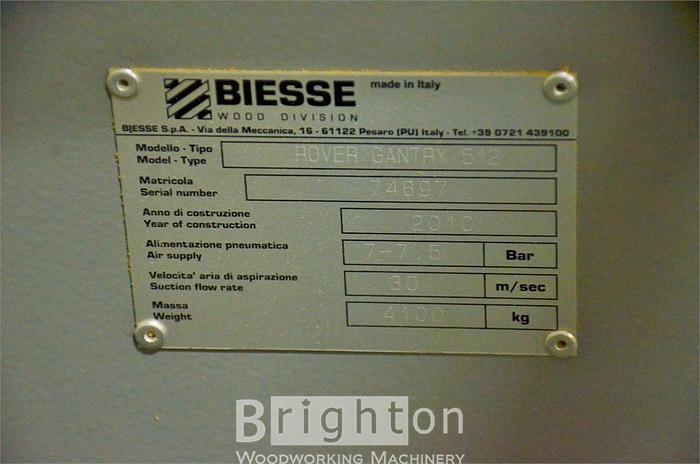 BIESSE
made in Italy
WOOD DIVISION
BIESSE S.p.A. - Via della Meccanica, 16 - 61122 Pesaro (PU) Italy - Tel. +39 0721 439100
Modello - Tipo
Model - Type
ROVER GANTRY 512
Matricola
Serial number
74697
Anno di costruzione
Year of construction
2010
Alimentazione pneumatica
Air supply
7-7.5
Bar
Velocita' aria di aspirazione
Suction flow rate
30
m/sec
Massa
Weight
4100
kg
Brighton
WOODWORKING MACHINERY